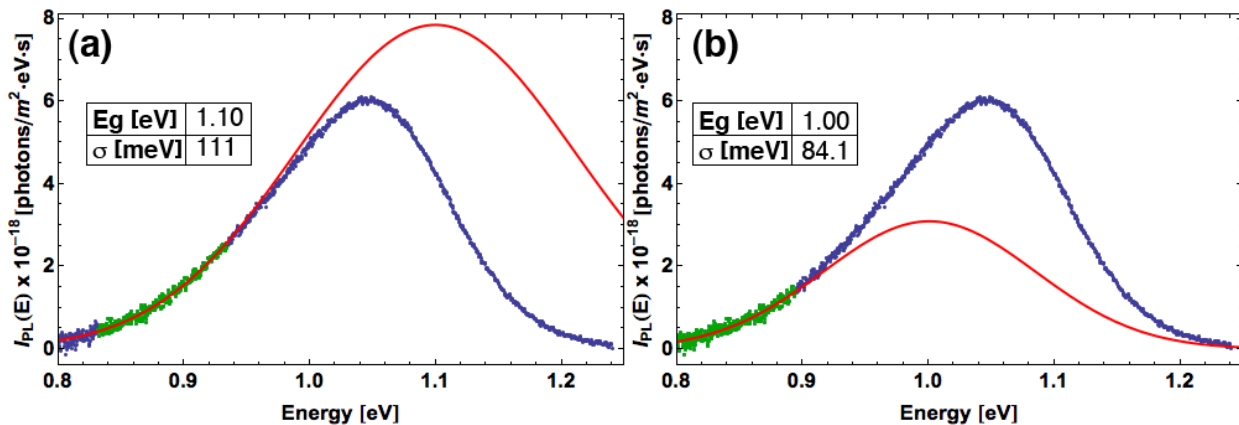 (a)
I_PL(E) x 10^−18 [photons/m^2·eV·s]
8
6
4
2
0
Eg [eV] 1.10
σ [meV] 111
0.8 0.9 1.0 1.1 1.2
Energy [eV]
(b)
I_PL(E) x 10^−18 [photons/m^2·eV·s]
8
6
4
2
0
Eg [eV] 1.00
σ [meV] 84.1
0.8 0.9 1.0 1.1 1.2
Energy [eV]